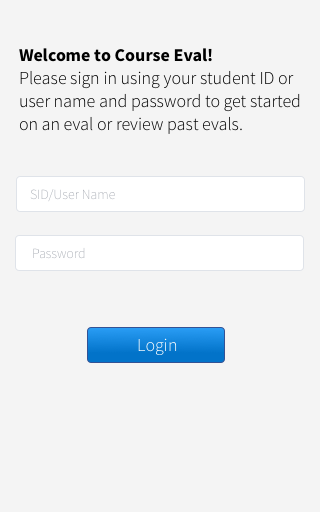 Welcome to Course Eval!
Please sign in using your student ID or
user name and password to get started
on an eval or review past evals.
SID/User Name
Password
Login